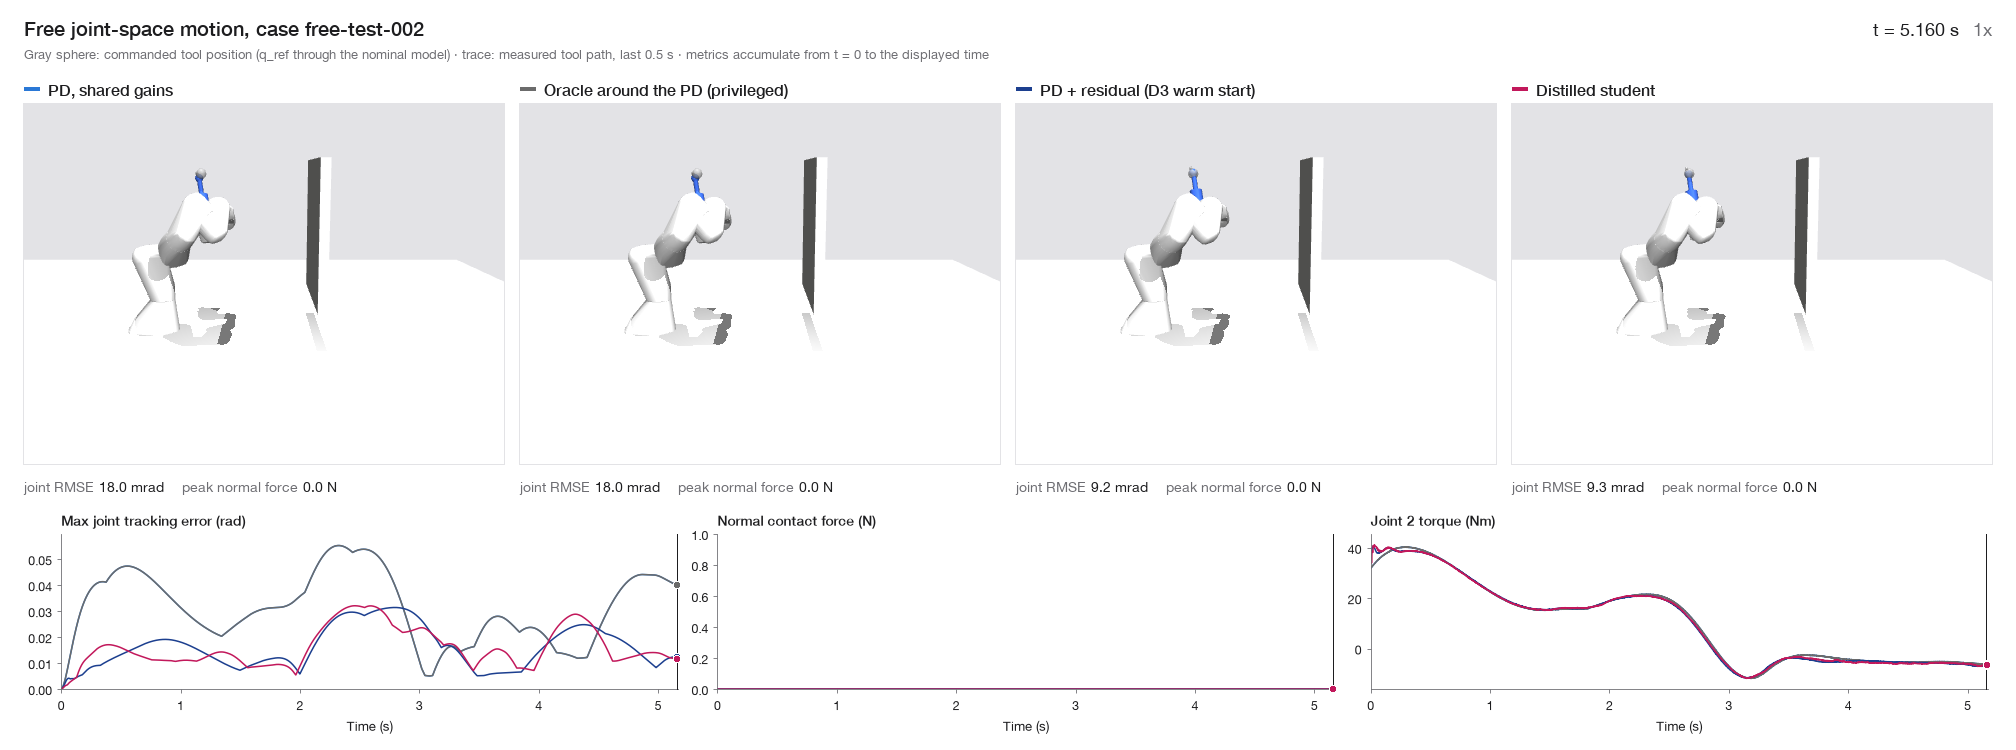 Free joint-space motion, case free-test-002
t = 5.160 s 1x
Gray sphere: commanded tool position (q_ref through the nominal model) · trace: measured tool path, last 0.5 s · metrics accumulate from t = 0 to the displayed time
PD, shared gains
Oracle around the PD (privileged)
PD + residual (D3 warm start)
Distilled student
joint RMSE 18.0 mrad peak normal force 0.0 N
joint RMSE 18.0 mrad peak normal force 0.0 N
joint RMSE 9.2 mrad peak normal force 0.0 N
joint RMSE 9.3 mrad peak normal force 0.0 N
Max joint tracking error (rad)
0.05
0.04
0.03
0.02
0.01
0.00
0 1 2 3 4 5
Time (s)
Normal contact force (N)
1.0
0.8
0.6
0.4
0.2
0.0
0 1 2 3 4 5
Time (s)
Joint 2 torque (Nm)
40
20
0
0 1 2 3 4 5
Time (s)